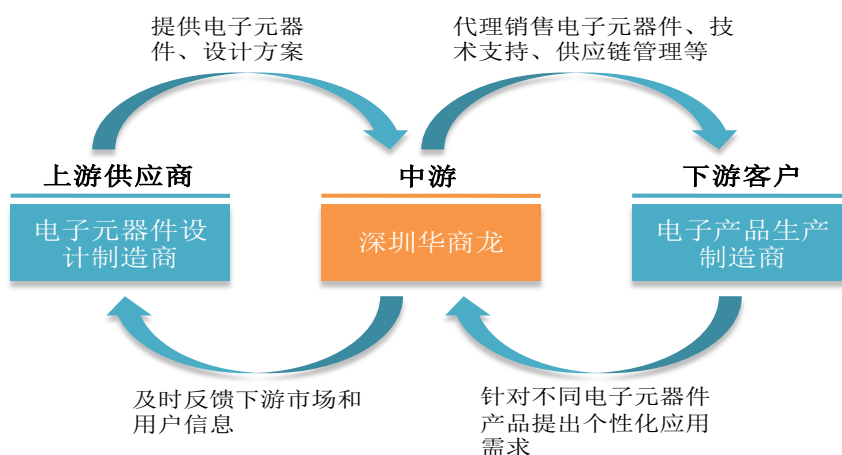 提供电子元器
件、设计方案
代理销售电子元器件、技
术支持、供应链管理等
上游供应商
中游
下游客户
电子元器件设
计制造商
深圳华商龙
电子产品生产
制造商
及时反馈下游市场和
用户信息
针对不同电子元器件
产品提出个性化应用
需求